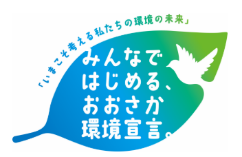 「いまこそ考える私たちの環境の未来」
みんなで
はじめる、
おおさか
環境宣言。